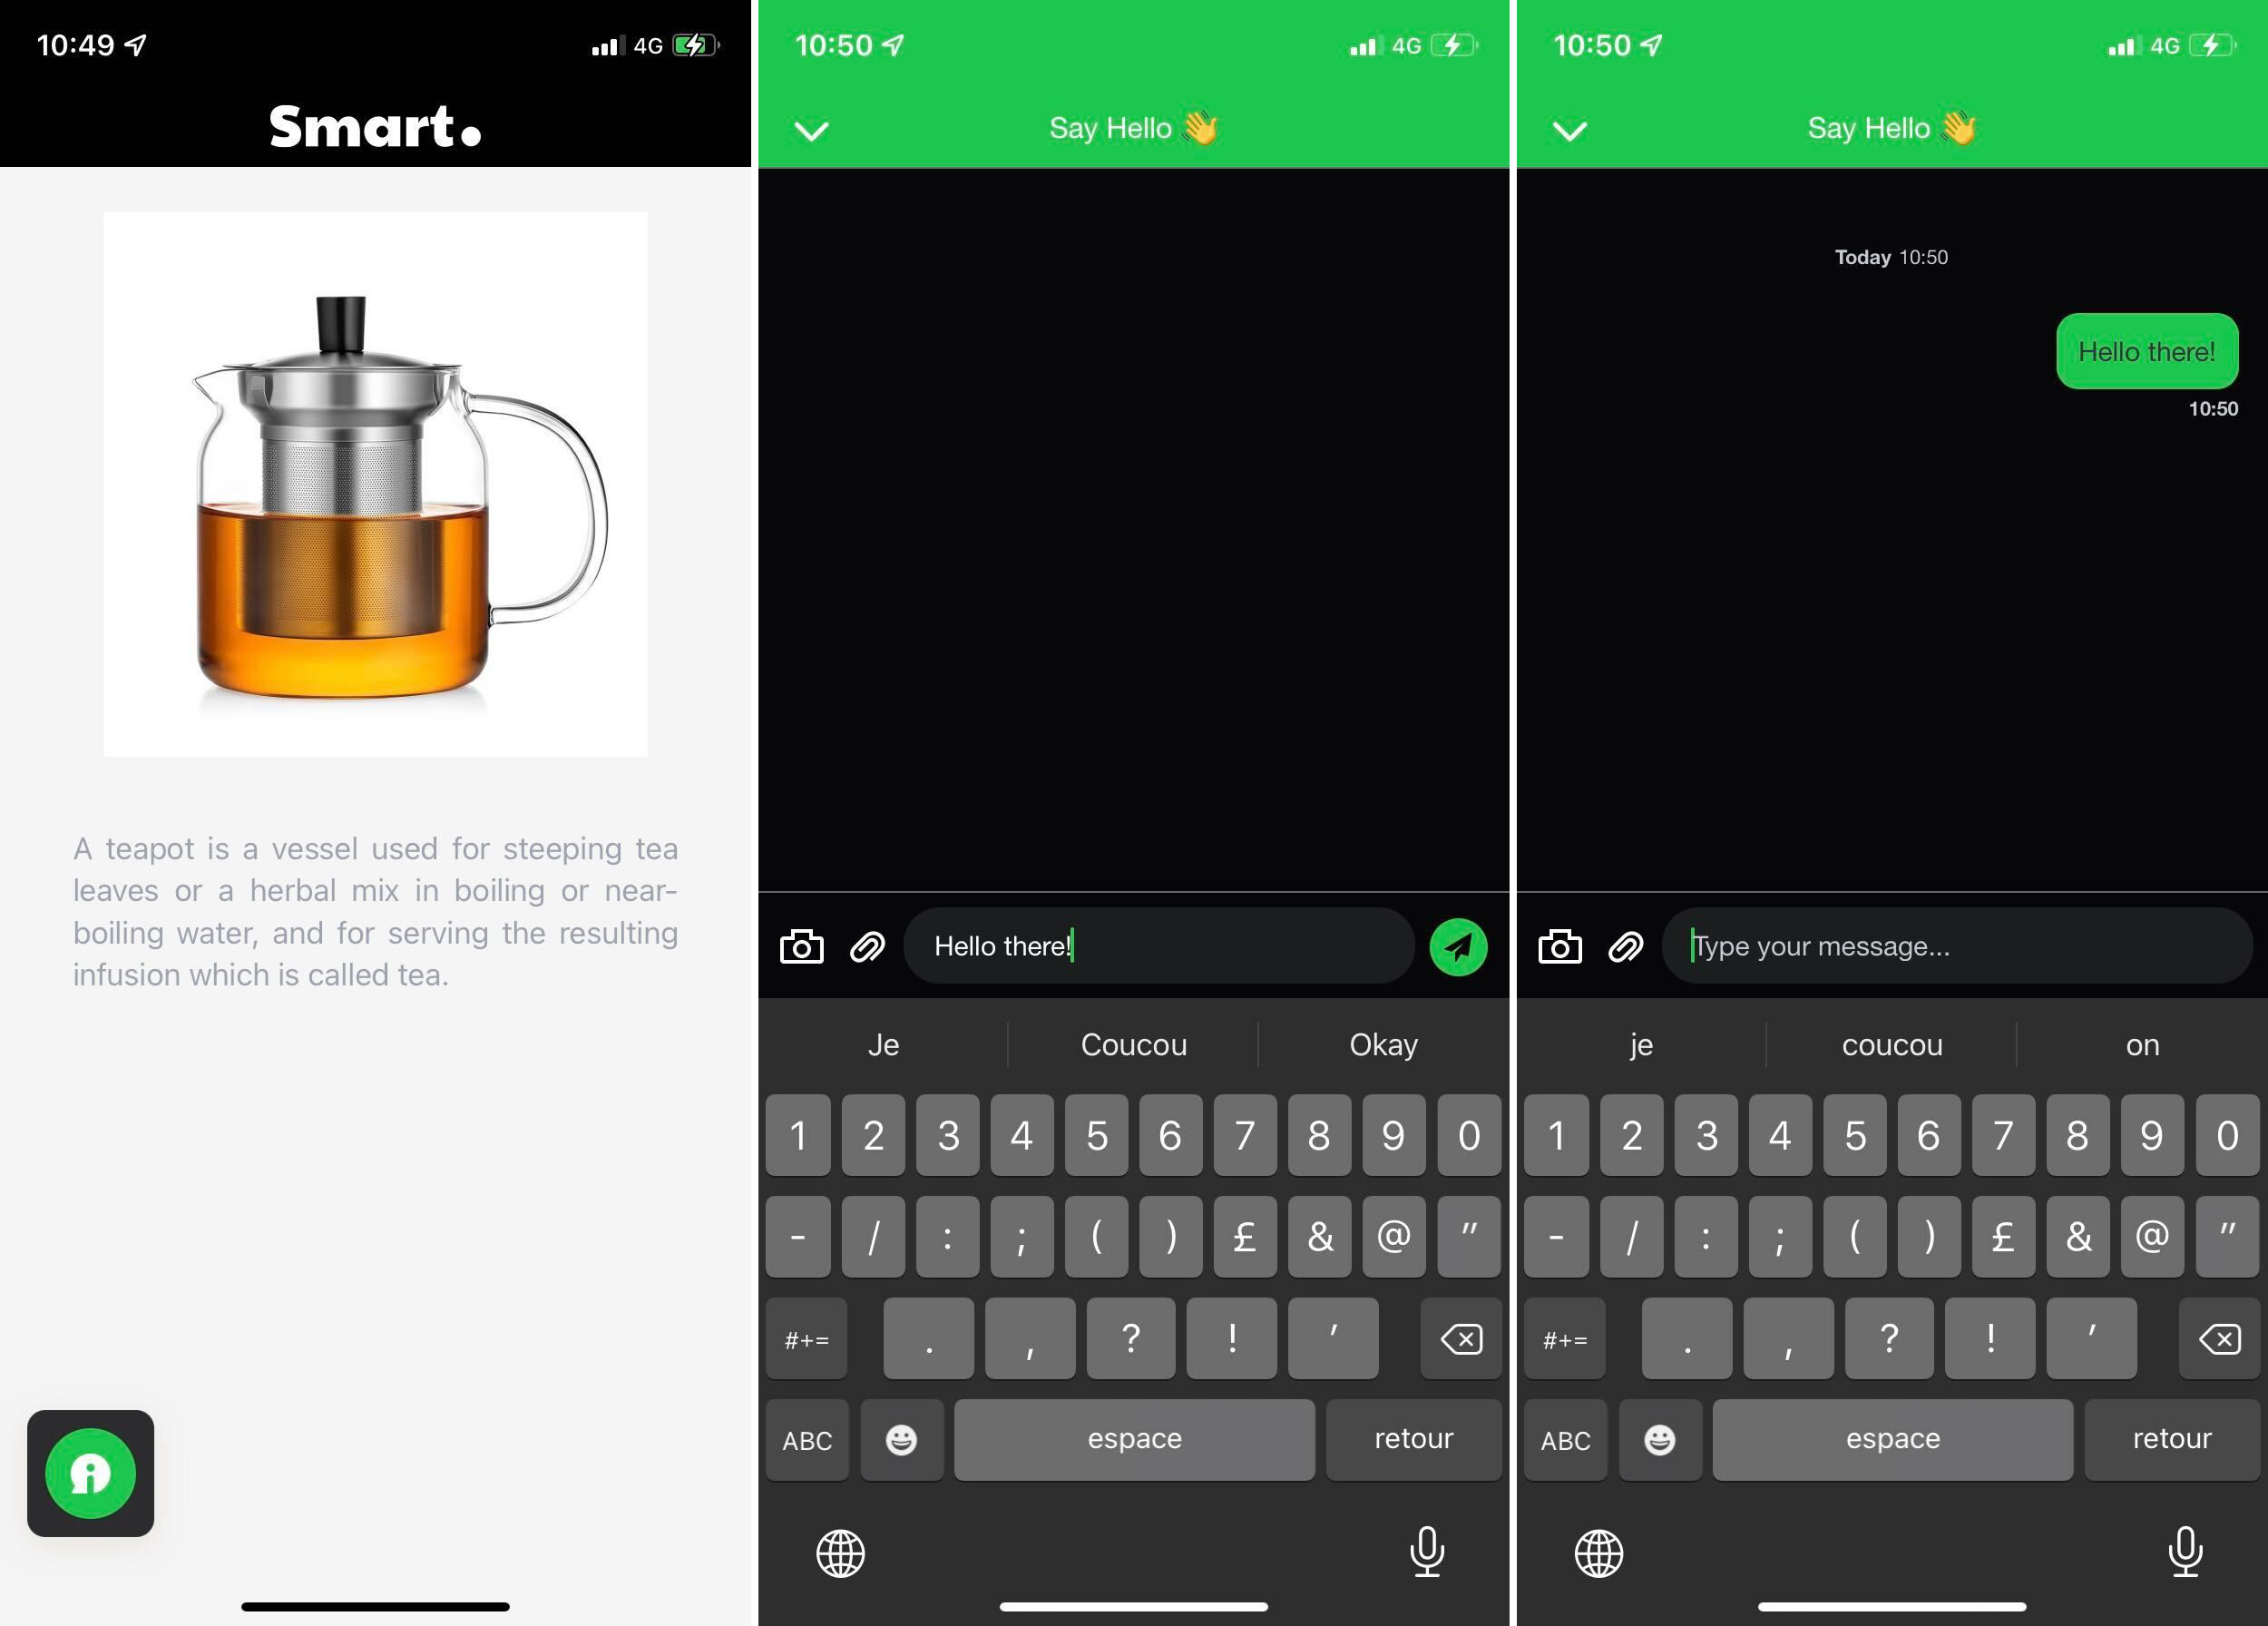 10:49
4G
Smart.
A teapot is a vessel used for steeping tea
leaves or a herbal mix in boiling or near-
boiling water, and for serving the resulting
infusion which is called tea.
10:50
4G
Say Hello 👋
Hello there!
Je Coucou Okay
1 2 3 4 5 6 7 8 9 0
- / : ; ( ) £ & @ "
#+= . , ? ! ’
ABC espace retour
10:50
4G
Say Hello 👋
Today 10:50
Hello there!
10:50
Type your message...
je coucou on
1 2 3 4 5 6 7 8 9 0
- / : ; ( ) £ & @ "
#+= . , ? ! ’
ABC espace retour